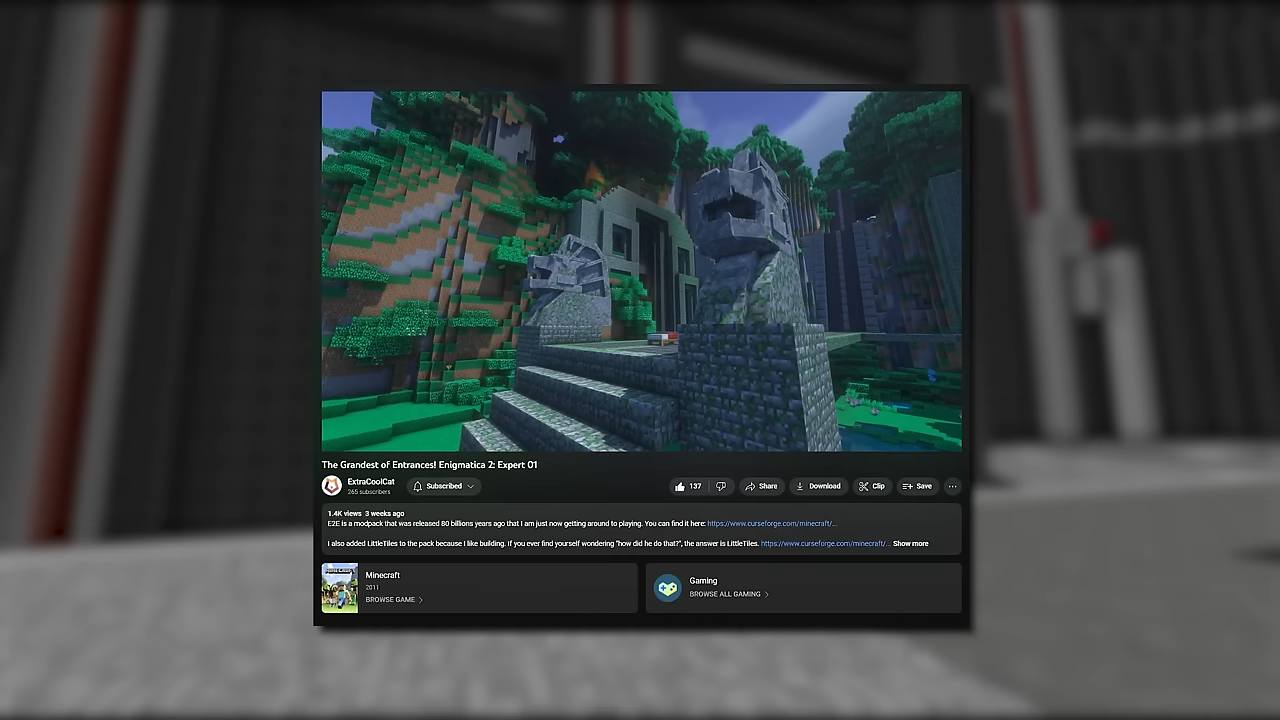 The Grandest of Entrances! Enigmatica 2: Expert 01
ExtraCoolCat
265 subscribers
Subscribed
137
Share
Download
Clip
Save
1.4K views 3 weeks ago
E2E is a modpack that was released 80 billions years ago that I am just now getting around to playing. You can find it here: https://www.curseforge.com/minecraft/...
I also added LittleTiles to the pack because I like building. If you ever find yourself wondering "how did he do that?", the answer is LittleTiles. https://www.curseforge.com/minecraft/... Show more
Minecraft
2011
BROWSE GAME
Gaming
BROWSE ALL GAMING